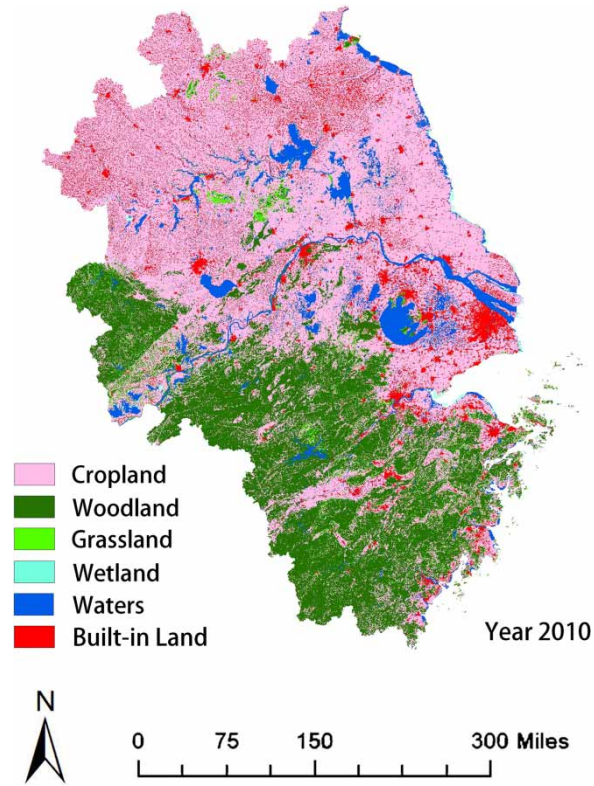 Cropland
Woodland
Grassland
Wetland
Waters
Built-in Land
Year 2010
N
0 75 150 300 Miles